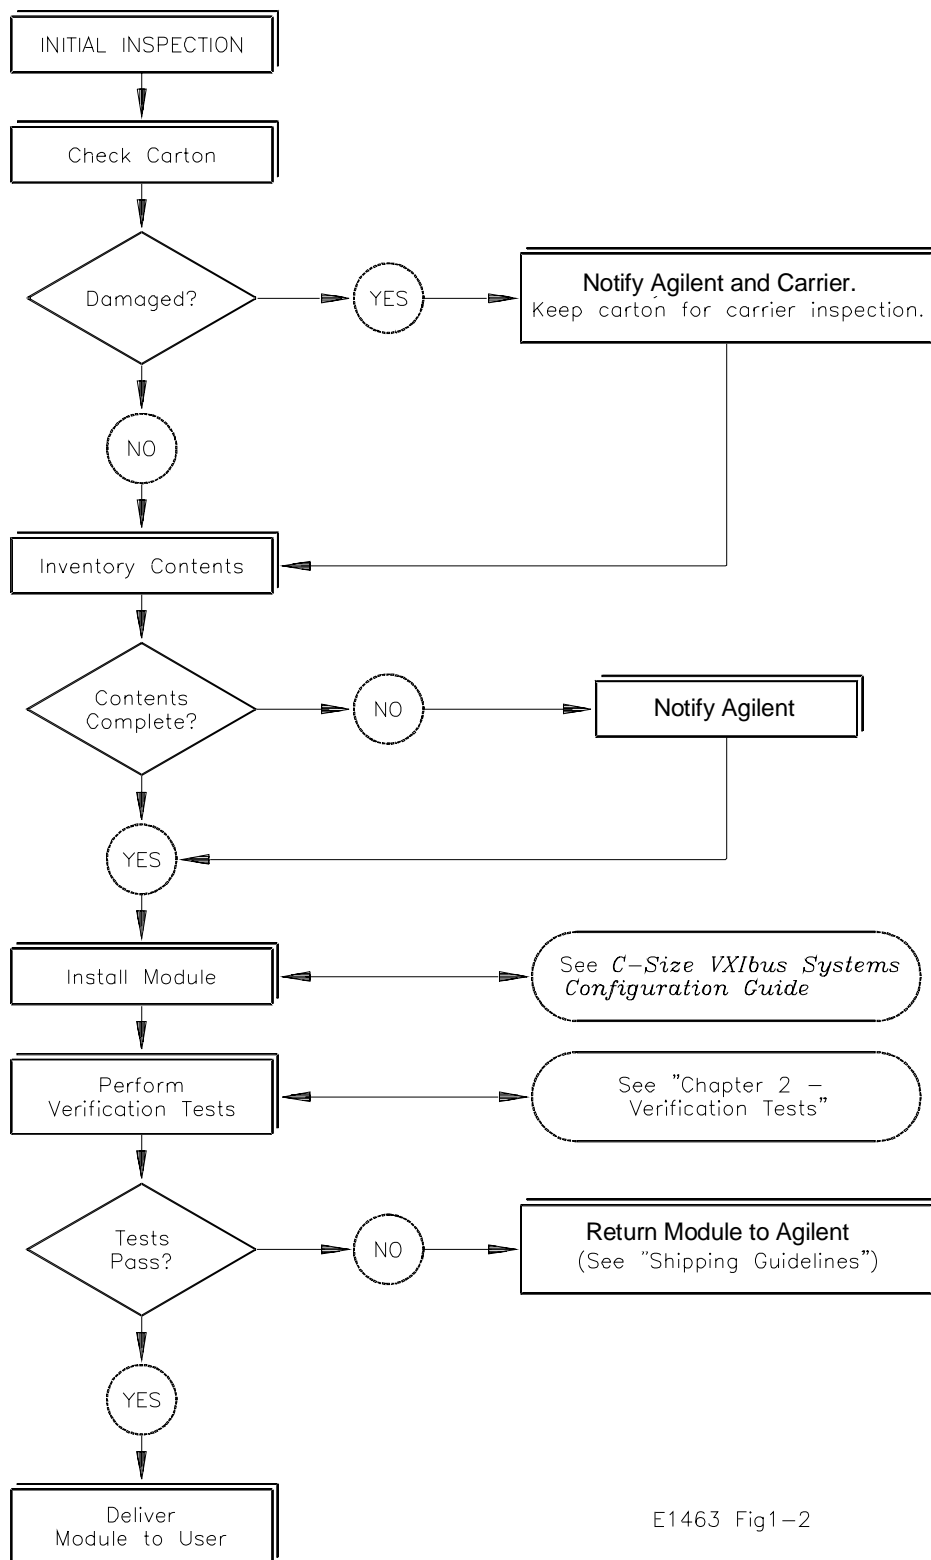 INITIAL INSPECTION
Check Carton
Damaged?
YES
Notify Agilent and Carrier.
Keep carton for carrier inspection.
NO
Inventory Contents
Contents
Complete?
NO
Notify Agilent
YES
Install Module
See C-Size VXIbus Systems
Configuration Guide
Perform
Verification Tests
See "Chapter 2 -
Verification Tests"
Tests
Pass?
NO
Return Module to Agilent
(See "Shipping Guidelines")
YES
Deliver
Module to User
E1463 Fig1-2